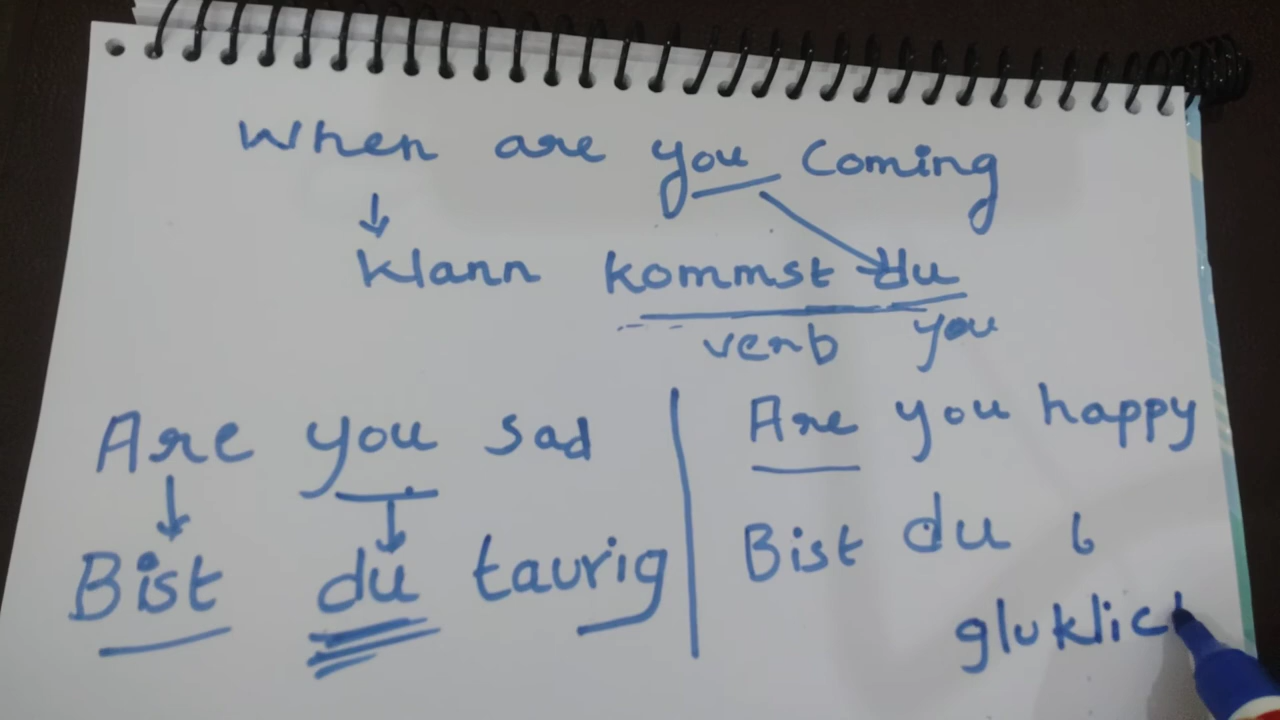 When are you Coming
klann kommst du
verb you
Are you sad
Bist du taurig
Are you happy
Bist du
gluklich